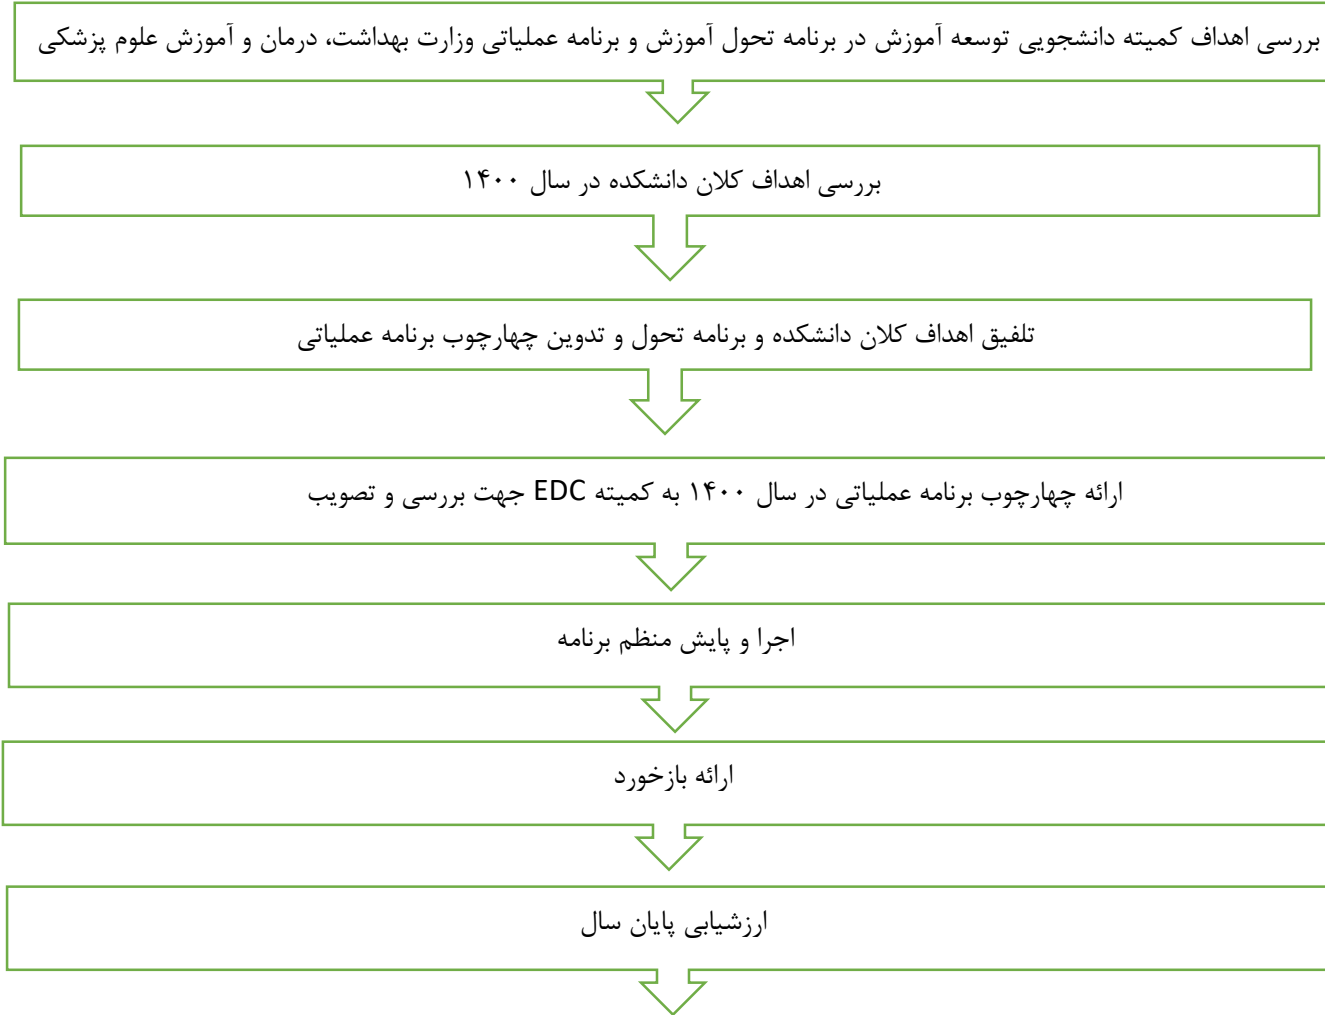 بررسی اهداف کمیته دانشجویی توسعه آموزش در برنامه تحول آموزش و برنامه عملیاتی وزارت بهداشت، درمان و آموزش علوم پزشکی
بررسی اهداف کلان دانشکده در سال ۱۴۰۰
تلفیق اهداف کلان دانشکده و برنامه تحول و تدوین چهارچوب برنامه عملیاتی
ارائه چهارچوب برنامه عملیاتی در سال ۱۴۰۰ به کمیته EDC جهت بررسی و تصویب
اجرا و پایش منظم برنامه
ارائه بازخورد
ارزشیابی پایان سال